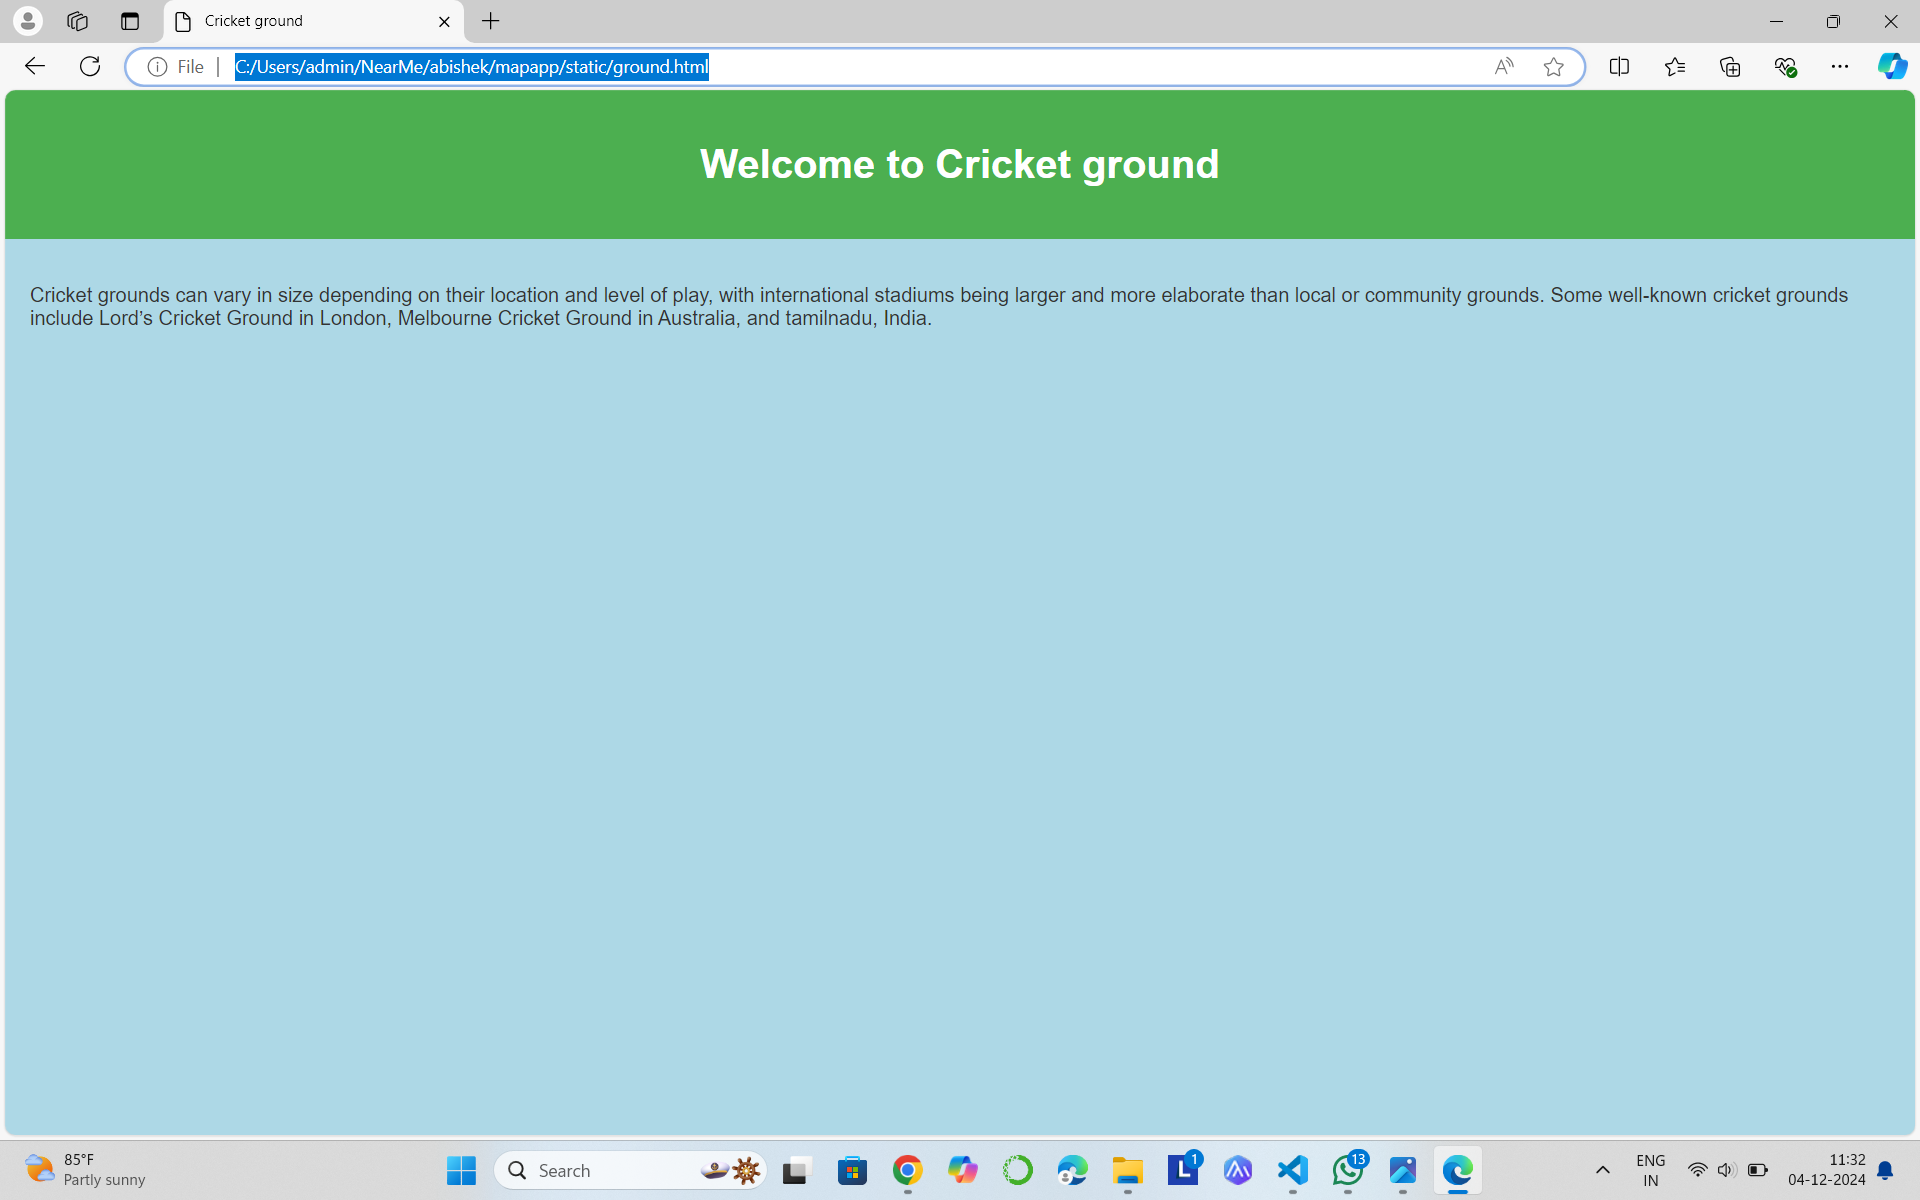 Cricket ground
File
C:/Users/admin/NearMe/abishek/mapapp/static/ground.html
Welcome to Cricket ground
Cricket grounds can vary in size depending on their location and level of play, with international stadiums being larger and more elaborate than local or community grounds. Some well-known cricket grounds
include Lord’s Cricket Ground in London, Melbourne Cricket Ground in Australia, and tamilnadu, India.
85°F
Partly sunny
Search
1
13
ENG
IN
11:32
04-12-2024